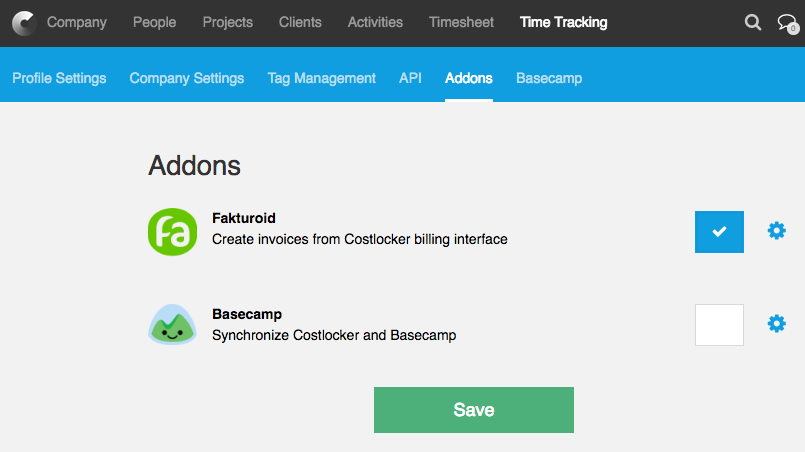 Company People Projects Clients Activities Timesheet Time Tracking
0
Profile Settings Company Settings Tag Management API Addons Basecamp
Addons
fa
Fakturoid
Create invoices from Costlocker billing interface
Basecamp
Synchronize Costlocker and Basecamp
Save